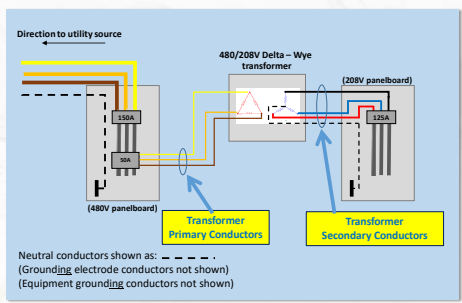 Direction to utility source
480/208V Delta – Wye
transformer
(208V panelboard)
150A
125A
50A
(480V panelboard)
Transformer
Primary Conductors
Transformer
Secondary Conductors
Neutral conductors shown as:
(Grounding electrode conductors not shown)
(Equipment grounding conductors not shown)